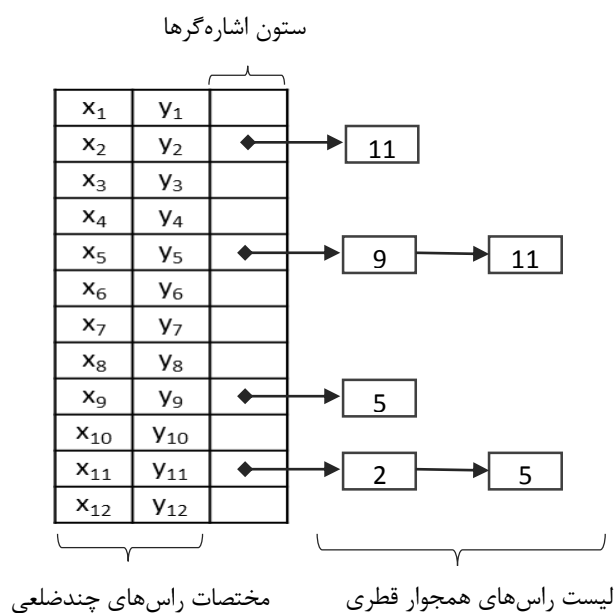 ستون اشاره‌گرها
x₁ y₁
x₂ y₂ 11
x₃ y₃
x₄ y₄
x₅ y₅ 9 11
x₆ y₆
x₇ y₇
x₈ y₈
x₉ y₉ 5
x₁₀ y₁₀
x₁₁ y₁₁ 2 5
x₁₂ y₁₂
مختصات راس‌های چندضلعی
لیست راس‌های همجوار قطری